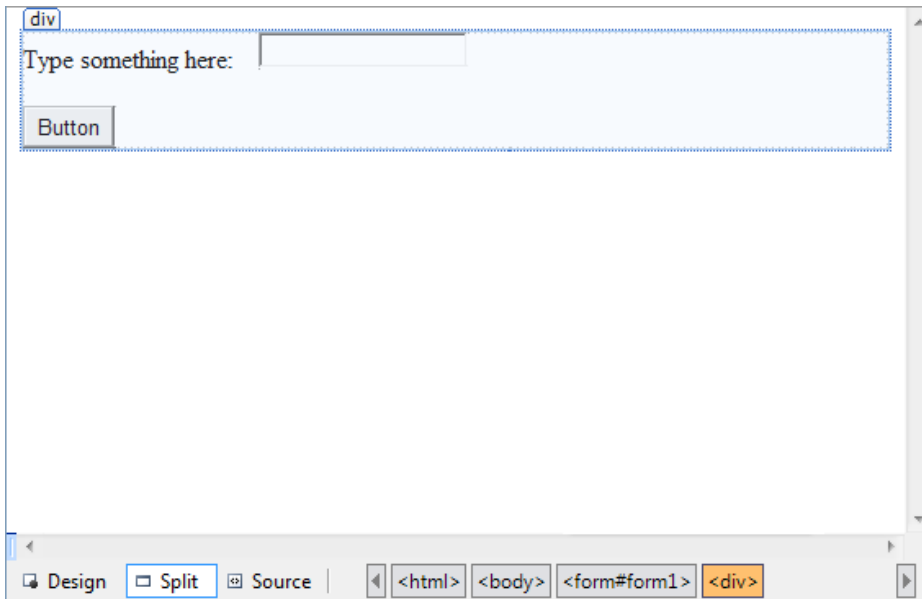 div
Type something here:
Button
Design Split Source <html> <body> <form#form1> <div>